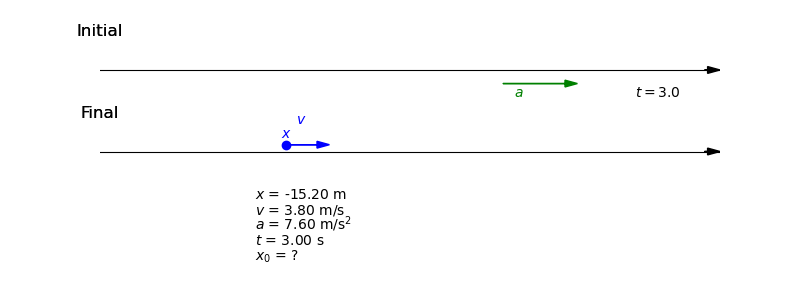 Initial
a
t = 3.0
Final
v
x
x = -15.20 m
v = 3.80 m/s
a = 7.60 m/s²
t = 3.00 s
x₀ = ?